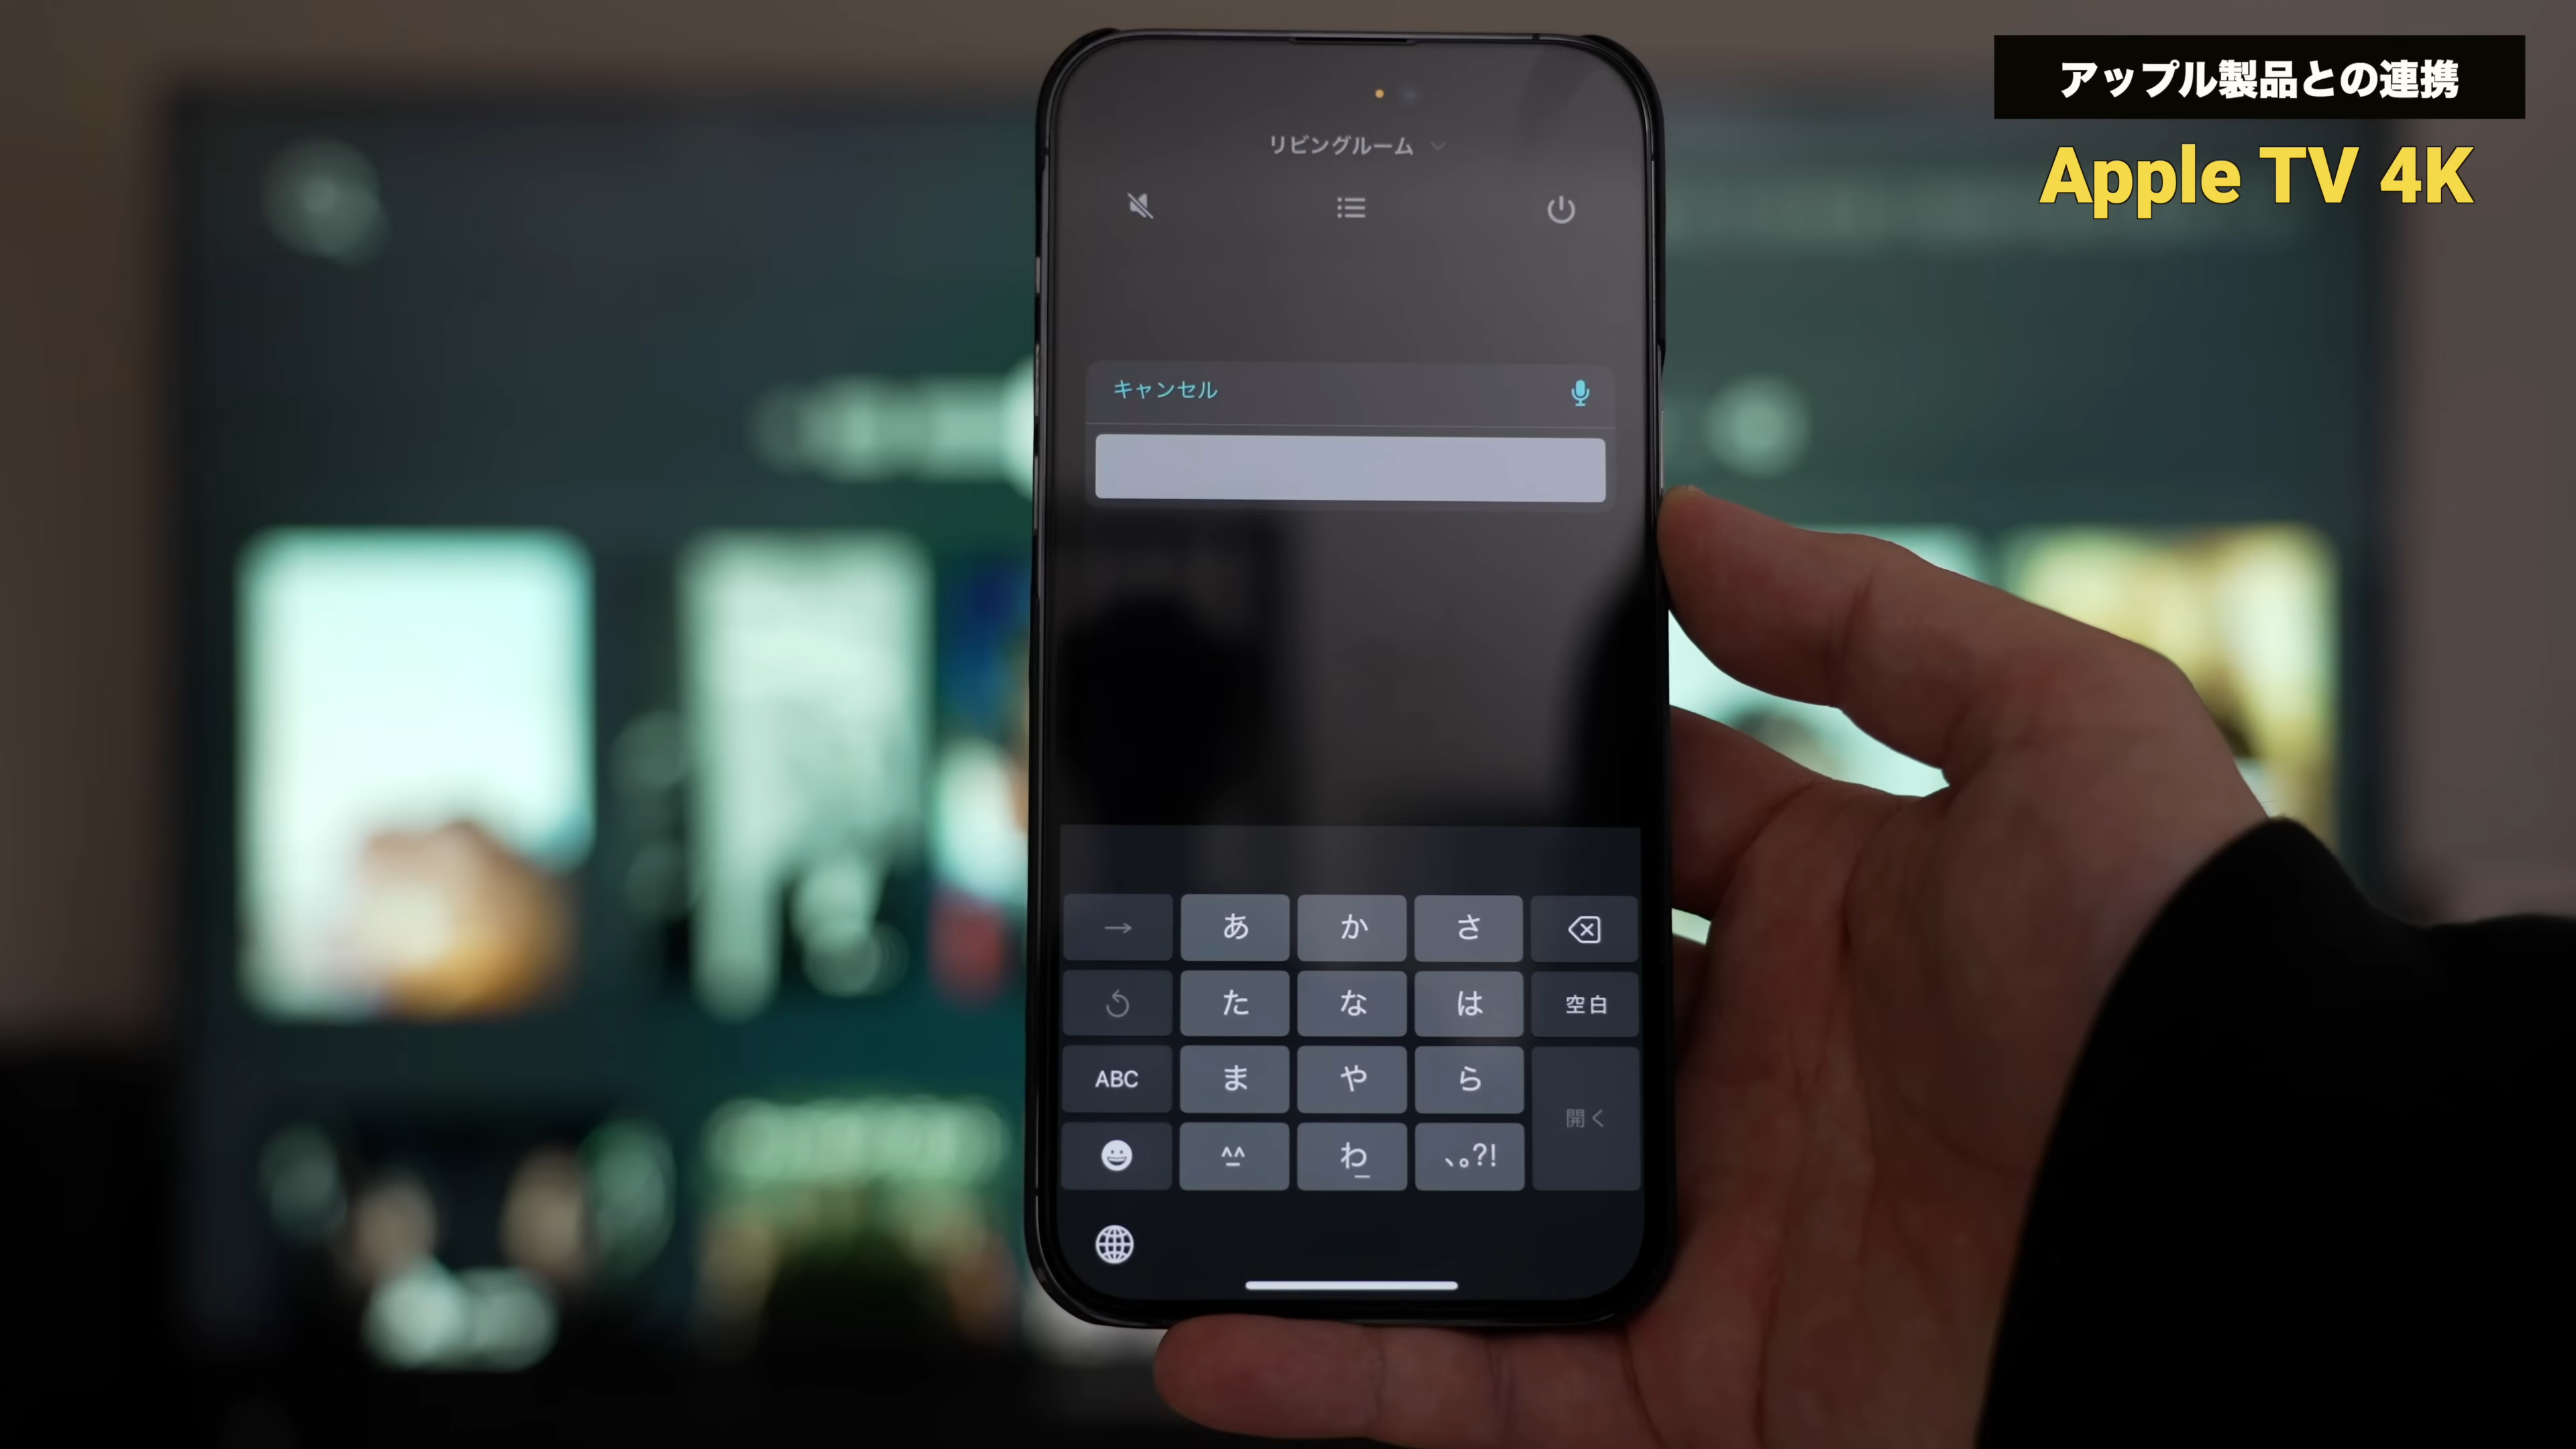 アップル製品との連携
Apple TV 4K
リビングルーム
キャンセル
→ あ か さ
た な は 空白
ABC ま や ら
開く
^^ わ 、。?!